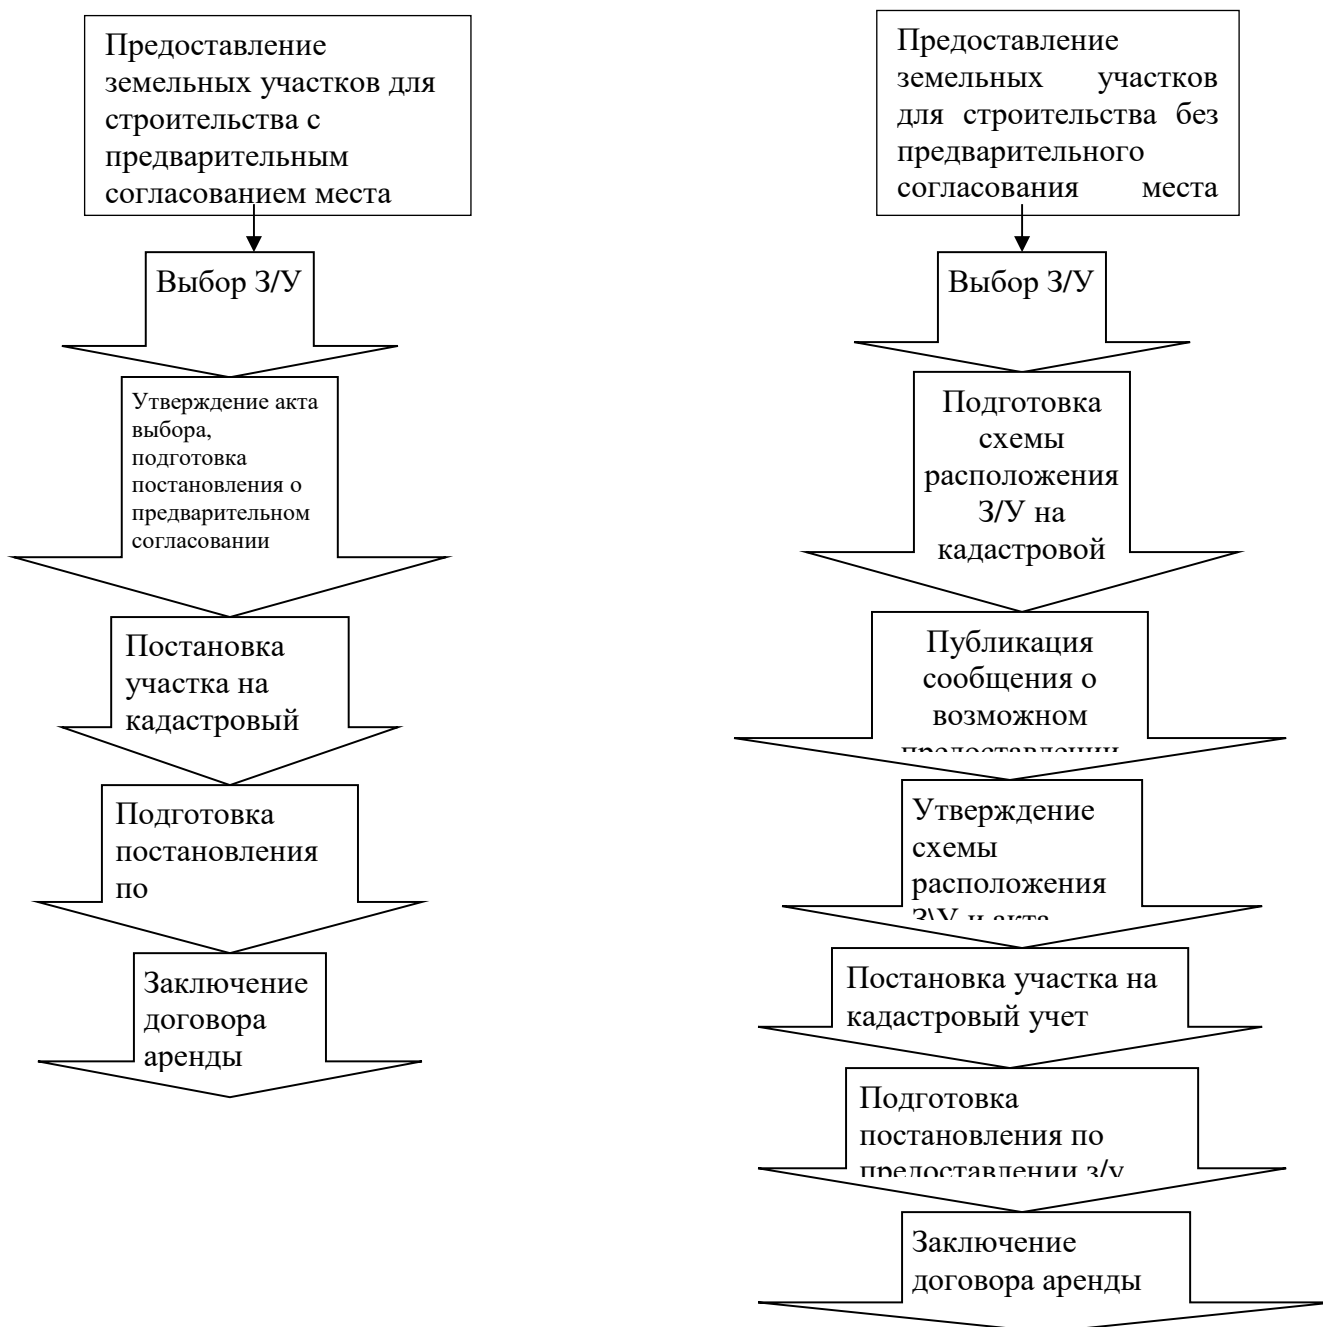 Предоставление
земельных участков для
строительства с
предварительным
согласованием места
Выбор З/У
Утверждение акта
выбора,
подготовка
постановления о
предварительном
согласовании
Постановка
участка на
кадастровый
Подготовка
постановления
по
Заключение
договора
аренды
Предоставление
земельных участков
для строительства без
предварительного
согласования места
Выбор З/У
Подготовка
схемы
расположения
З/У на
кадастровой
Публикация
сообщения о
возможном
предоставлении
Утверждение
схемы
расположения
З\У и акта
Постановка участка на
кадастровый учет
Подготовка
постановления по
предоставлении з/у
Заключение
договора аренды